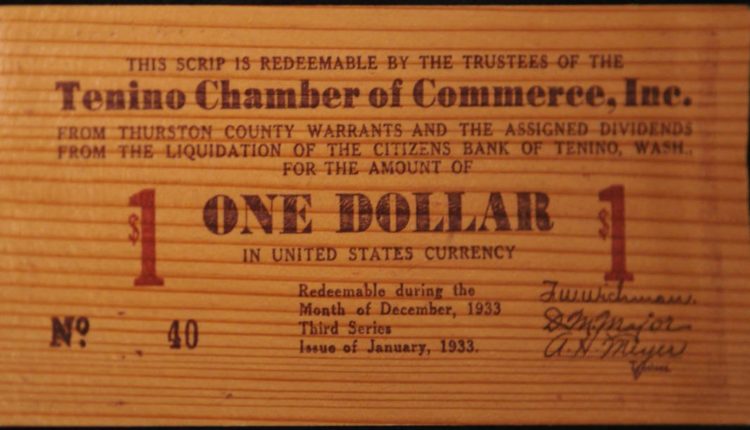 THIS SCRIP IS REDEEMABLE BY THE TRUSTEES OF THE
Tenino Chamber of Commerce, Inc.
FROM THURSTON COUNTY WARRANTS AND THE ASSIGNED DIVIDENDS
FROM THE LIQUIDATION OF THE CITIZENS BANK OF TENINO, WASH.,
FOR THE AMOUNT OF
$1 ONE DOLLAR $1
IN UNITED STATES CURRENCY
Redeemable during the
Month of December, 1933
Third Series
Issue of January, 1933.
No 40
F.W. Wichman
D.M. Major
A.H. Meyer